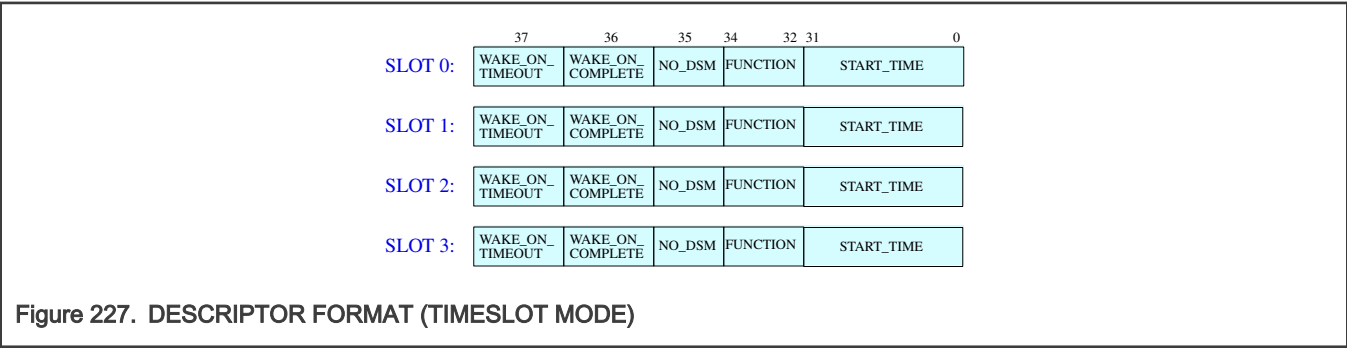 37 36 35 34 32 31 0
SLOT 0: WAKE_ON_ WAKE_ON_ NO_DSM FUNCTION START_TIME
TIMEOUT COMPLETE
SLOT 1: WAKE_ON_ WAKE_ON_ NO_DSM FUNCTION START_TIME
TIMEOUT COMPLETE
SLOT 2: WAKE_ON_ WAKE_ON_ NO_DSM FUNCTION START_TIME
TIMEOUT COMPLETE
SLOT 3: WAKE_ON_ WAKE_ON_ NO_DSM FUNCTION START_TIME
TIMEOUT COMPLETE
Figure 227. DESCRIPTOR FORMAT (TIMESLOT MODE)